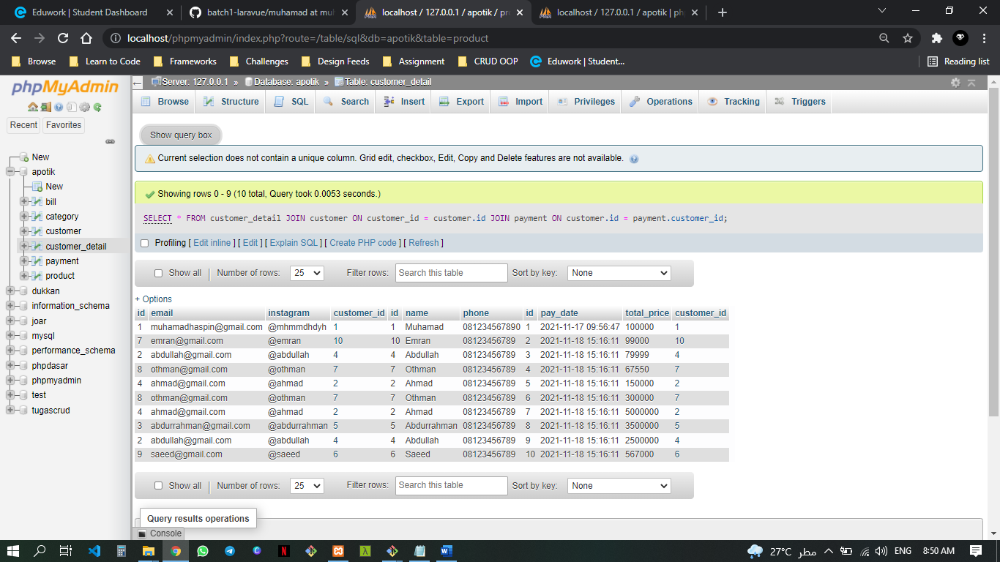 Eduwork | Student Dashboard
batch1-laravue/muhamad at mul
localhost / 127.0.0.1 / apotik / pro
localhost / 127.0.0.1 / apotik | ph
localhost/phpmyadmin/index.php?route=/table/sql&db=apotik&table=product
Browse Learn to Code Frameworks Challenges Design Feeds Assignment CRUD OOP Eduwork | Student... Reading list
phpMyAdmin
Recent Favorites
New
apotik
New
bill
category
customer
customer_detail
payment
product
dukkan
information_schema
joar
mysql
performance_schema
phpdasar
phpmyadmin
test
tugascrud
Server: 127.0.0.1 » Database: apotik » Table: customer_detail
Browse Structure SQL Search Insert Export Import Privileges Operations Tracking Triggers
Show query box
Current selection does not contain a unique column. Grid edit, checkbox, Edit, Copy and Delete features are not available.
Showing rows 0 - 9 (10 total, Query took 0.0053 seconds.)
SELECT * FROM customer_detail JOIN customer ON customer_id = customer.id JOIN payment ON customer.id = payment.customer_id;
Profiling [ Edit inline ] [ Edit ] [ Explain SQL ] [ Create PHP code ] [ Refresh ]
Show all | Number of rows: 25 Filter rows: Search this table Sort by key: None
+ Options
id email instagram customer_id id name phone id pay_date total_price customer_id
1 muhamadhaspin@gmail.com @mhmmdhdyh 1 1 Muhamad 081234567890 1 2021-11-17 09:56:47 100000 1
7 emran@gmail.com @emran 10 10 Emran 08123456789 2 2021-11-18 15:16:11 99000 10
2 abdullah@gmail.com @abdullah 4 4 Abdullah 08123456789 3 2021-11-18 15:16:11 79999 4
8 othman@gmail.com @othman 7 7 Othman 08123456789 4 2021-11-18 15:16:11 67550 7
4 ahmad@gmail.com @ahmad 2 2 Ahmad 08123456789 5 2021-11-18 15:16:11 150000 2
8 othman@gmail.com @othman 7 7 Othman 08123456789 6 2021-11-18 15:16:11 300000 7
4 ahmad@gmail.com @ahmad 2 2 Ahmad 08123456789 7 2021-11-18 15:16:11 5000000 2
3 abdurrahman@gmail.com @abdurrahman 5 5 Abdurrahman 08123456789 8 2021-11-18 15:16:11 3500000 5
2 abdullah@gmail.com @abdullah 4 4 Abdullah 08123456789 9 2021-11-18 15:16:11 2500000 4
9 saeed@gmail.com @saeed 6 6 Saeed 08123456789 10 2021-11-18 15:16:11 567000 6
Show all | Number of rows: 25 Filter rows: Search this table Sort by key: None
Query results operations
Console
27°C مطر ENG 8:50 AM